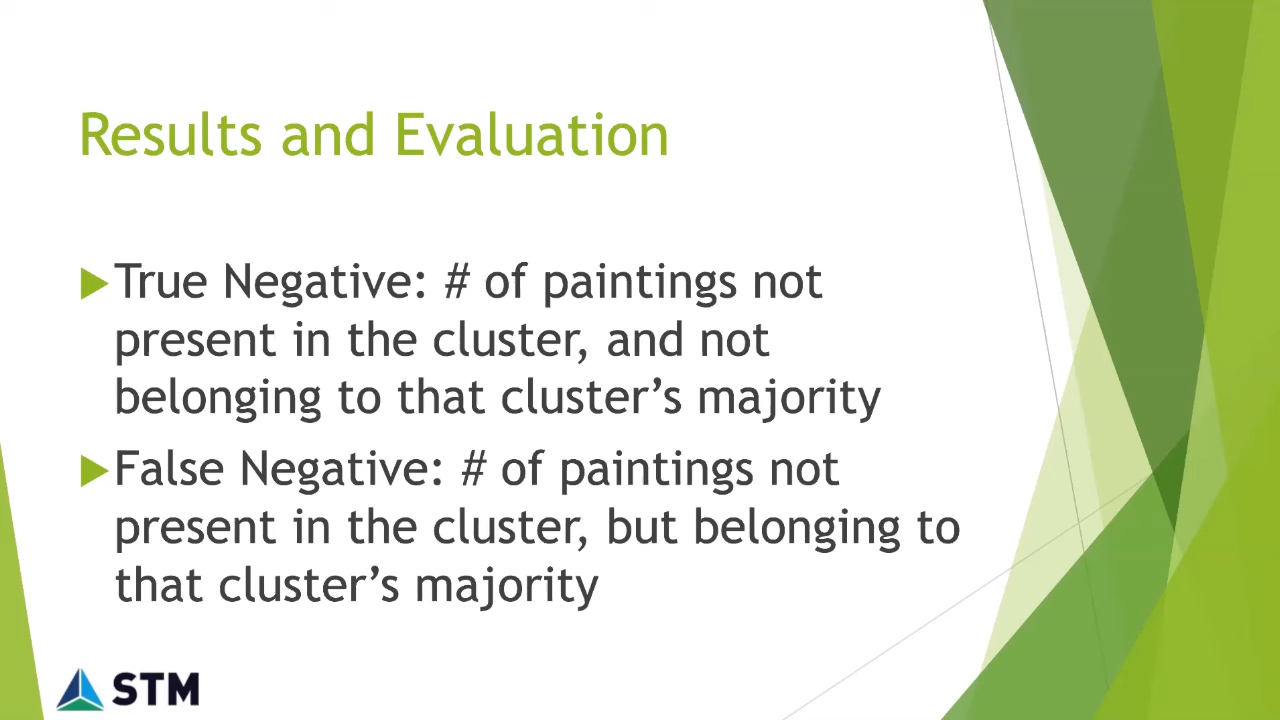 Results and Evaluation
True Negative: # of paintings not
present in the cluster, and not
belonging to that cluster’s majority
False Negative: # of paintings not
present in the cluster, but belonging to
that cluster’s majority
STM